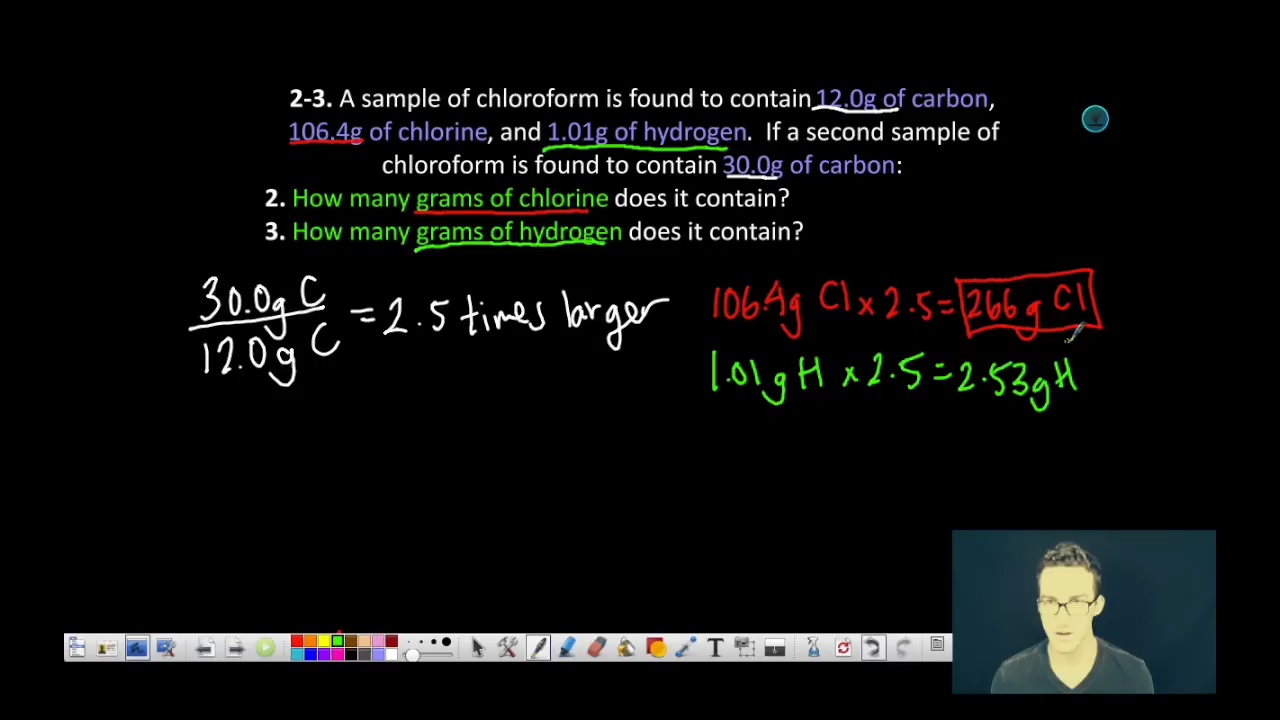 2-3. A sample of chloroform is found to contain 12.0g of carbon,
106.4g of chlorine, and 1.01g of hydrogen. If a second sample of
chloroform is found to contain 30.0g of carbon:
2. How many grams of chlorine does it contain?
3. How many grams of hydrogen does it contain?
30.0g C
12.0g C
= 2.5 times larger
106.4g Cl x 2.5 = 266g Cl
1.01g H x 2.5 = 2.53g H
T